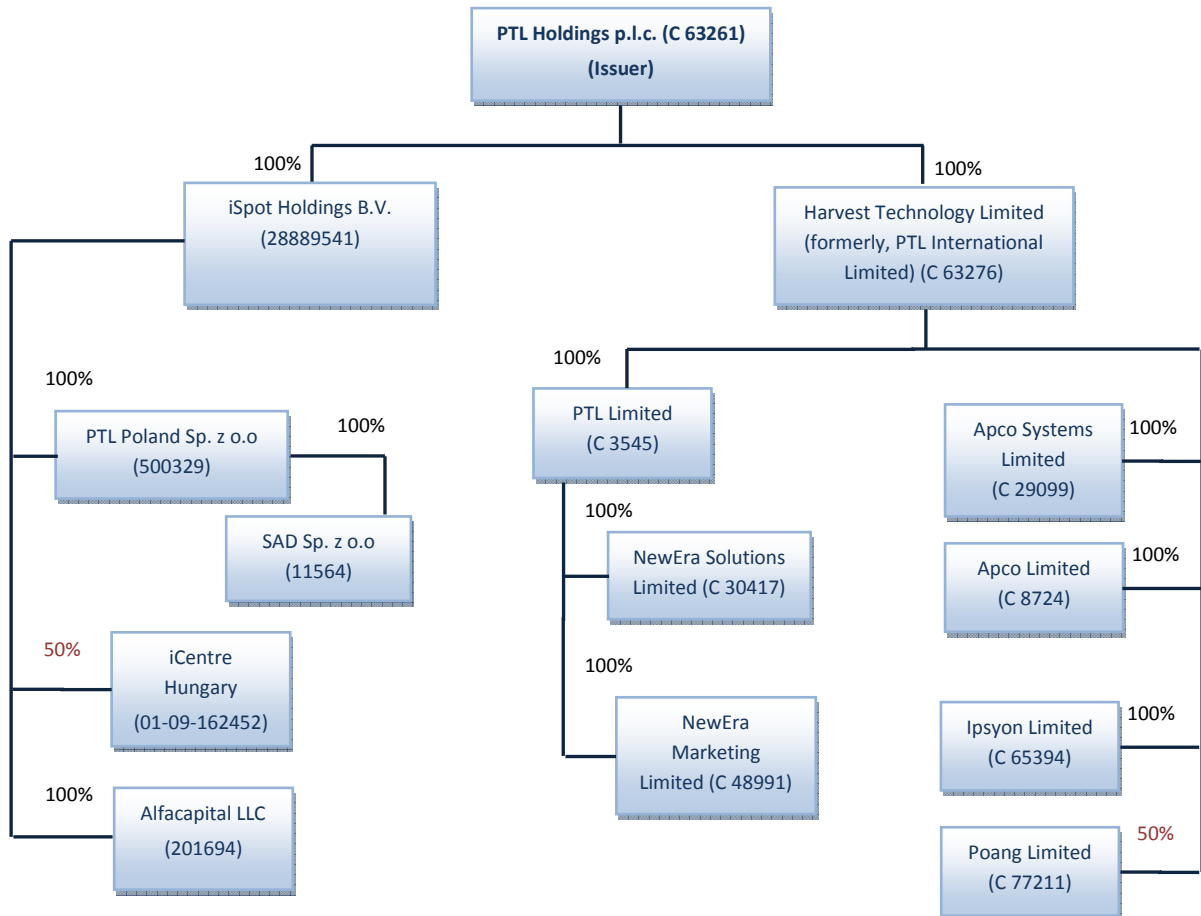 PTL Holdings p.l.c. (C 63261)
(Issuer)
100%
100%
iSpot Holdings B.V.
(28889541)
Harvest Technology Limited
(formerly, PTL International
Limited) (C 63276)
100%
100%
PTL Poland Sp. z o.o
(500329)
100%
SAD Sp. z o.o
(11564)
50%
iCentre
Hungary
(01-09-162452)
100%
Alfacapital LLC
(201694)
PTL Limited
(C 3545)
100%
NewEra Solutions
Limited (C 30417)
100%
NewEra
Marketing
Limited (C 48991)
Apco Systems
Limited
(C 29099)
100%
Apco Limited
(C 8724)
100%
Ipsyon Limited
(C 65394)
100%
Poang Limited
(C 77211)
50%